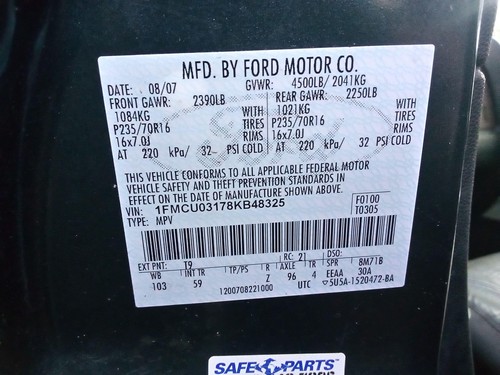 MFD. BY FORD MOTOR CO.
DATE: 08/07 GVWR: 4500LB/ 2041KG
FRONT GAWR: 2390LB REAR GAWR: 2250LB
1084KG WITH 1021KG WITH
P235/70R16 TIRES P235/70R16 TIRES
16x7.0J RIMS 16x7.0J RIMS
AT 220 kPa/ 32 PSI COLD AT 220 kPa/ 32 PSI COLD
THIS VEHICLE CONFORMS TO ALL APPLICABLE FEDERAL MOTOR
VEHICLE SAFETY AND THEFT PREVENTION STANDARDS IN
EFFECT ON THE DATE OF MANUFACTURE SHOWN ABOVE.
VIN: 1FMCU03178KB48325 F0100
TYPE: MPV T0305
EXT PNT: T9 RC: 21 DSO:
WB INT TR TP/PS R AXLE TR SPR BM71B
103 59 Z 96 4 EEAA 30A
1200708221000 UTC 5U5A-1520472-BA
SAFE PARTS